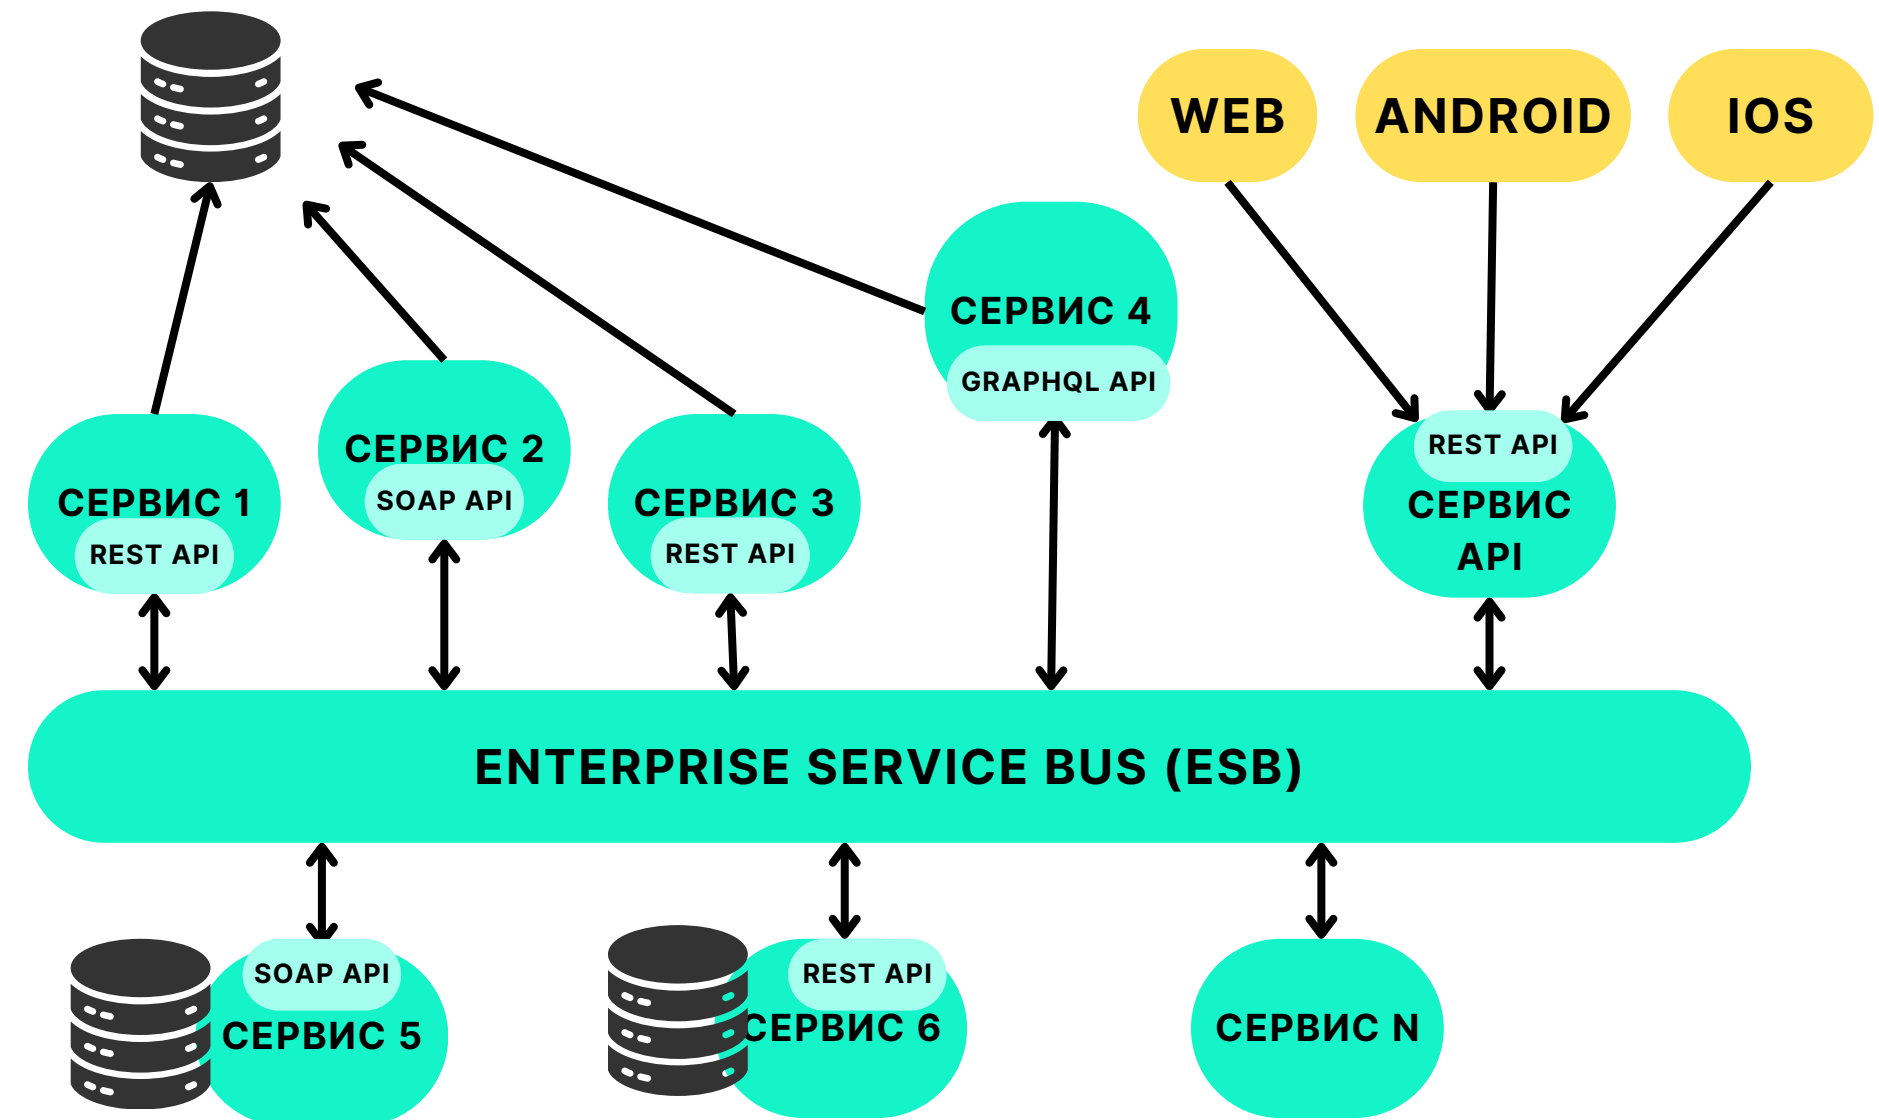 WEB
ANDROID
IOS
СЕРВИС 4
GRAPHQL API
СЕРВИС 2
SOAP API
СЕРВИС 1
REST API
СЕРВИС 3
REST API
REST API
СЕРВИС
API
ENTERPRISE SERVICE BUS (ESB)
SOAP API
СЕРВИС 5
REST API
СЕРВИС 6
СЕРВИС N